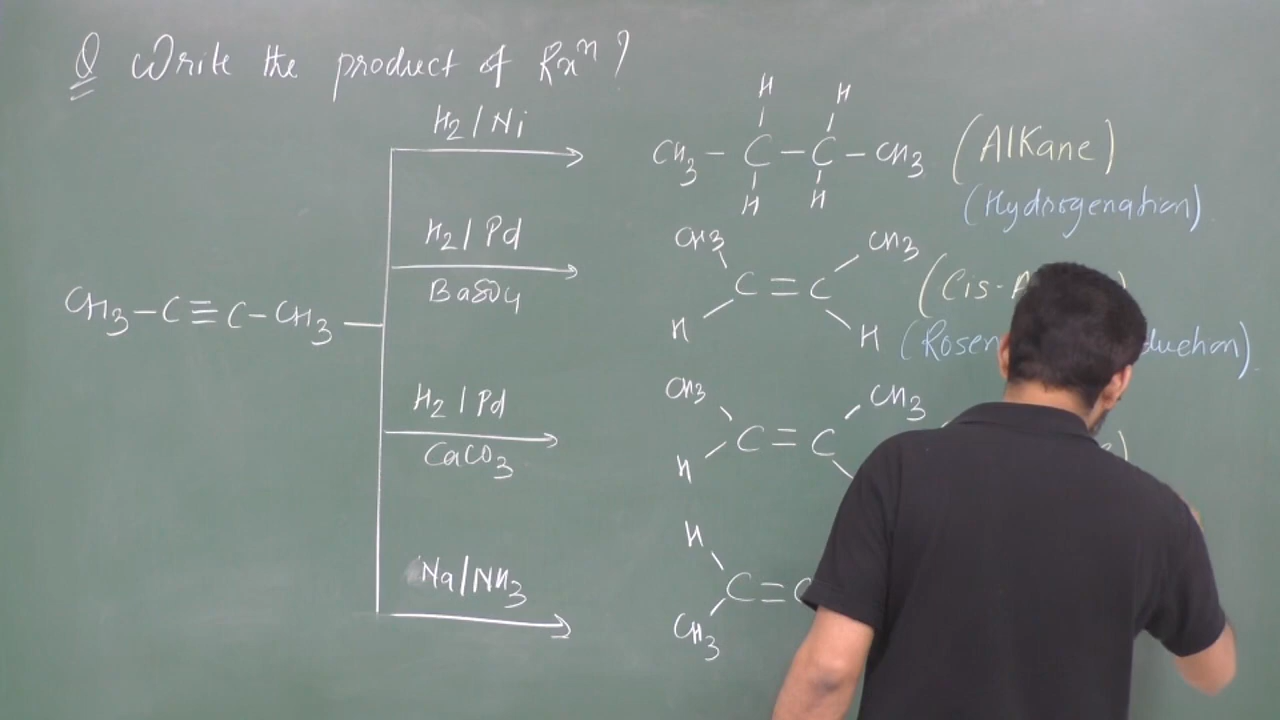 Q Write the product of Rxⁿ?
H₂/Ni
CH₃–C≡C–CH₃
H H
CH₃–C–C–CH₃ (Alkane)
H H (Hydrogenation)
H₂/Pd
BaSO₄
CH₃ CH₃
C=C (Cis-
H H
H₂/Pd
CaCO₃
CH₃ CH₃
C=C
H
Na/NH₃
H
C=C
CH₃